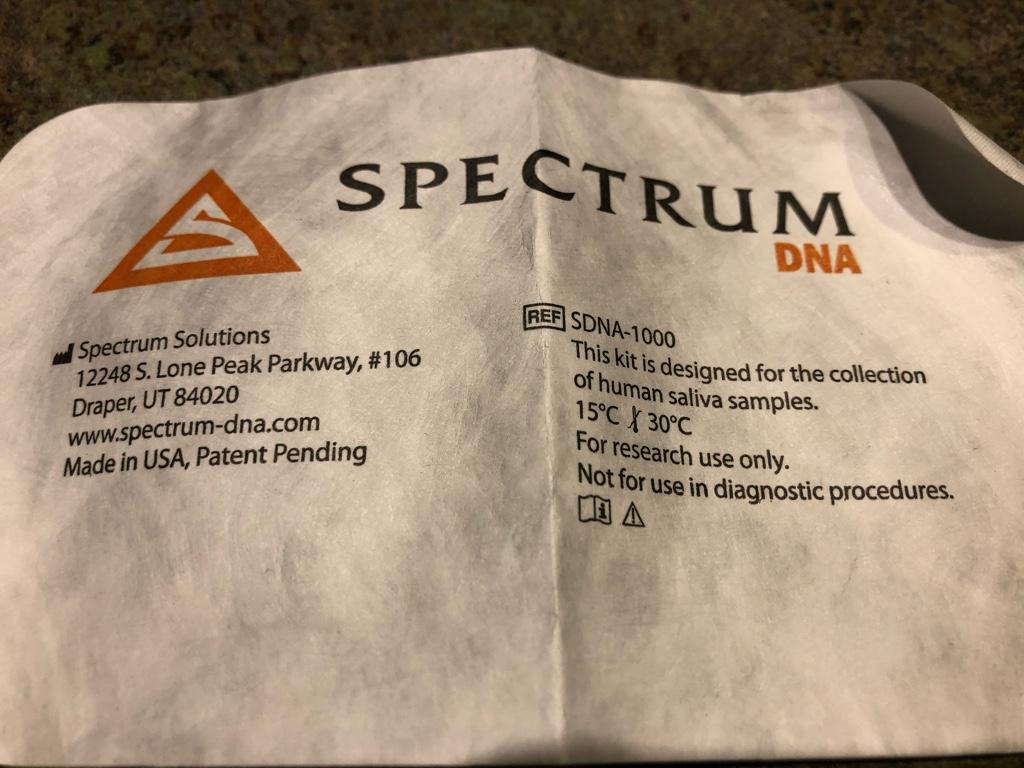 SPECTRUM
DNA
Spectrum Solutions
12248 S. Lone Peak Parkway, #106
Draper, UT 84020
www.spectrum-dna.com
Made in USA, Patent Pending
REF SDNA-1000
This kit is designed for the collection
of human saliva samples.
15°C 30°C
For research use only.
Not for use in diagnostic procedures.